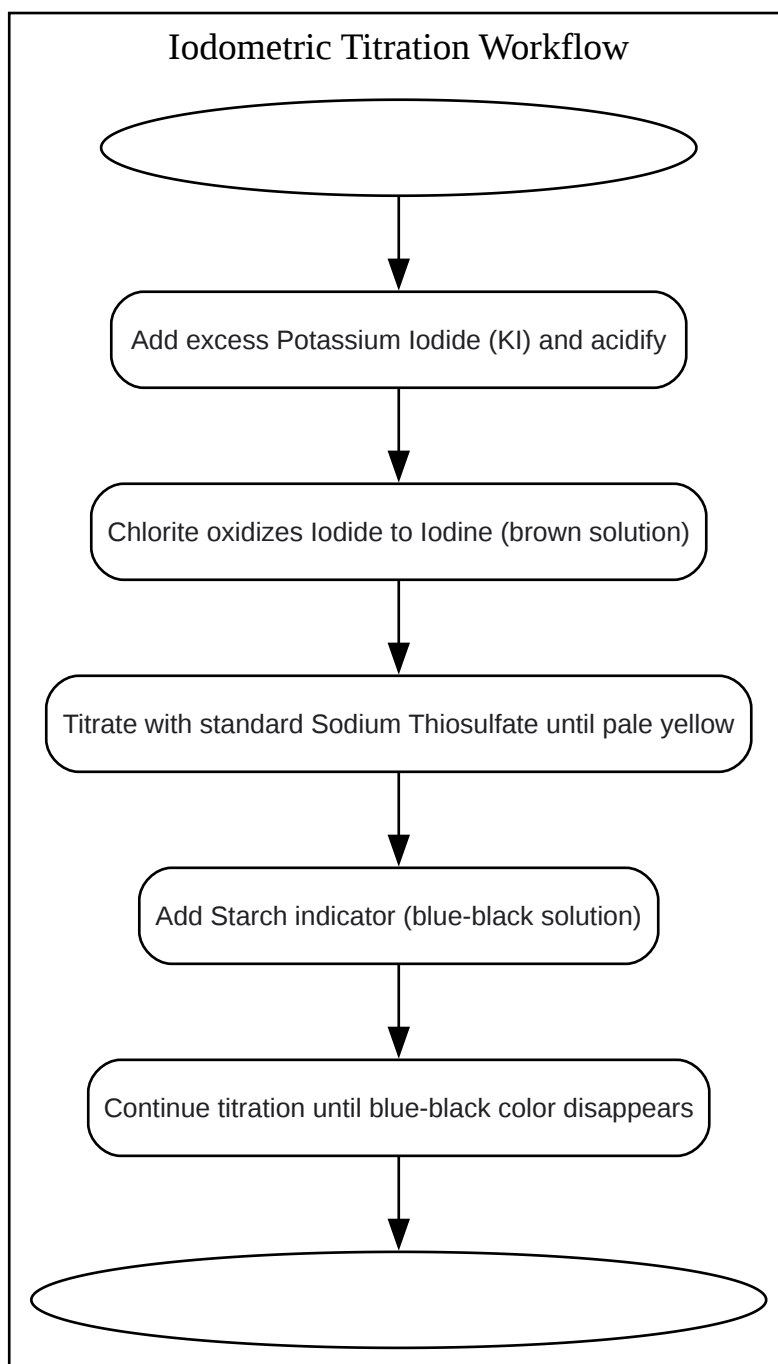 Iodometric Titration Workflow
Add excess Potassium Iodide (KI) and acidify
Chlorite oxidizes Iodide to Iodine (brown solution)
Titrate with standard Sodium Thiosulfate until pale yellow
Add Starch indicator (blue-black solution)
Continue titration until blue-black color disappears